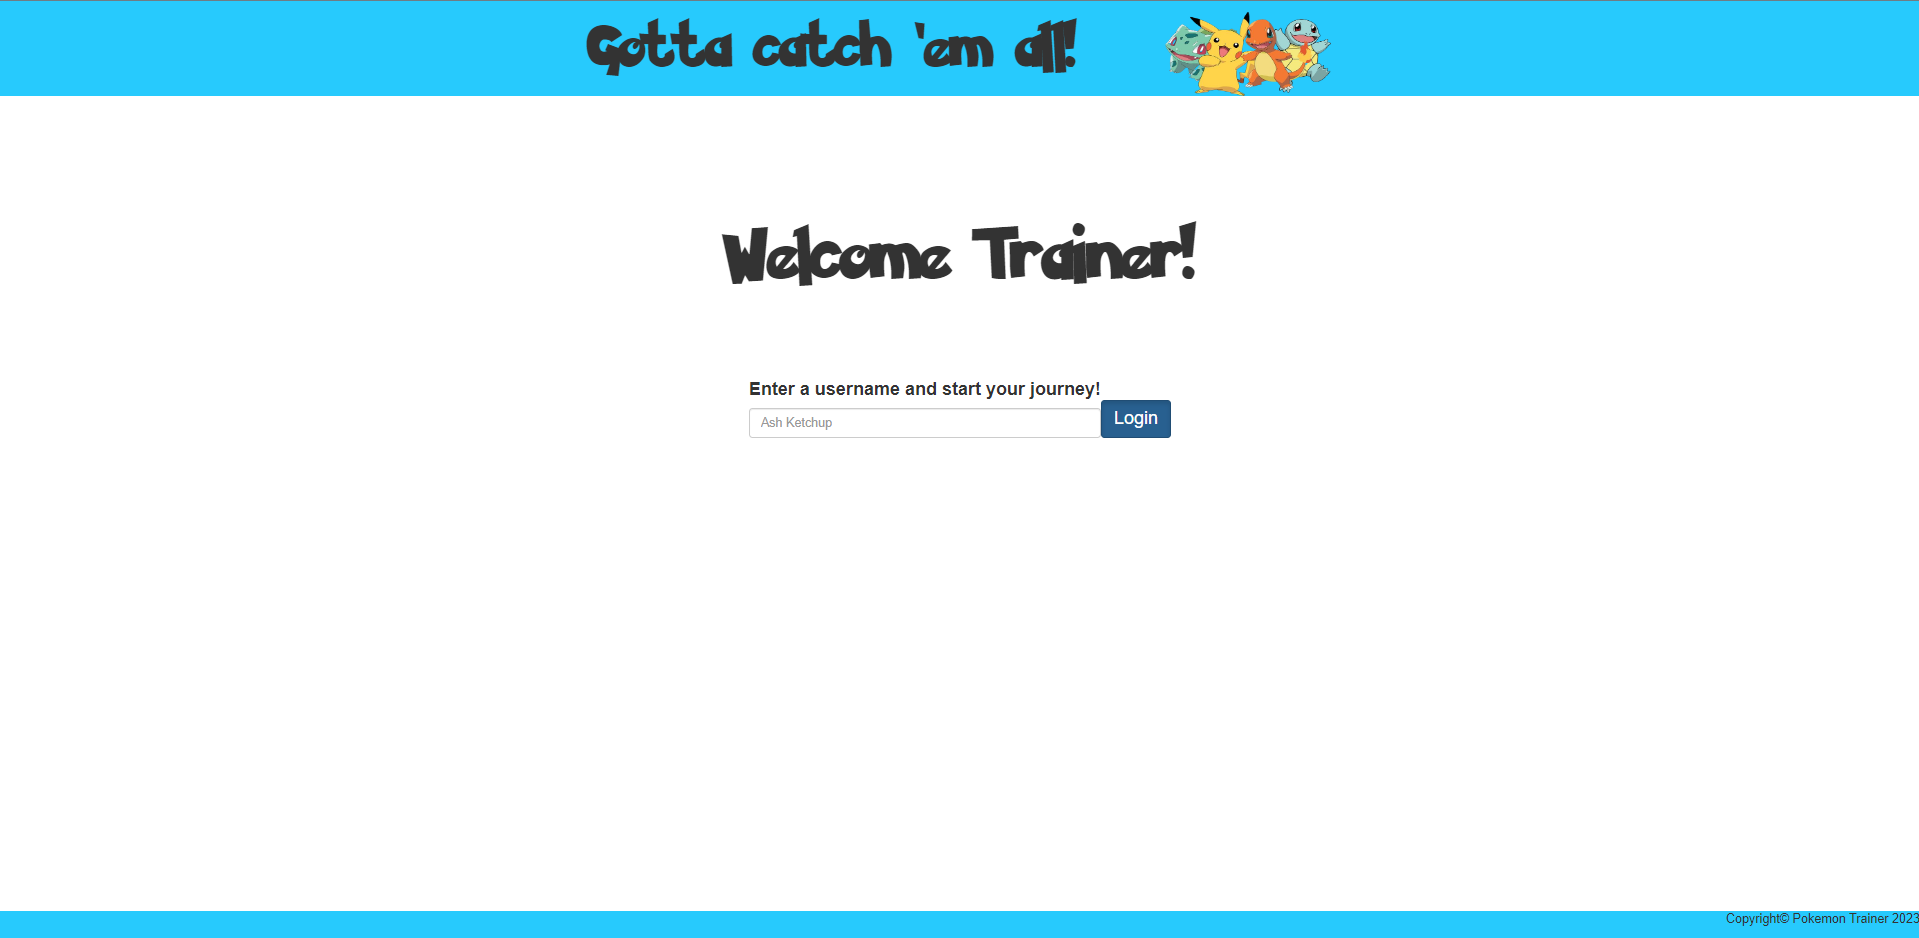 Gotta catch 'em all!
Welcome Trainer!
Enter a username and start your journey!
Ash Ketchup
Login
Copyright© Pokemon Trainer 2023